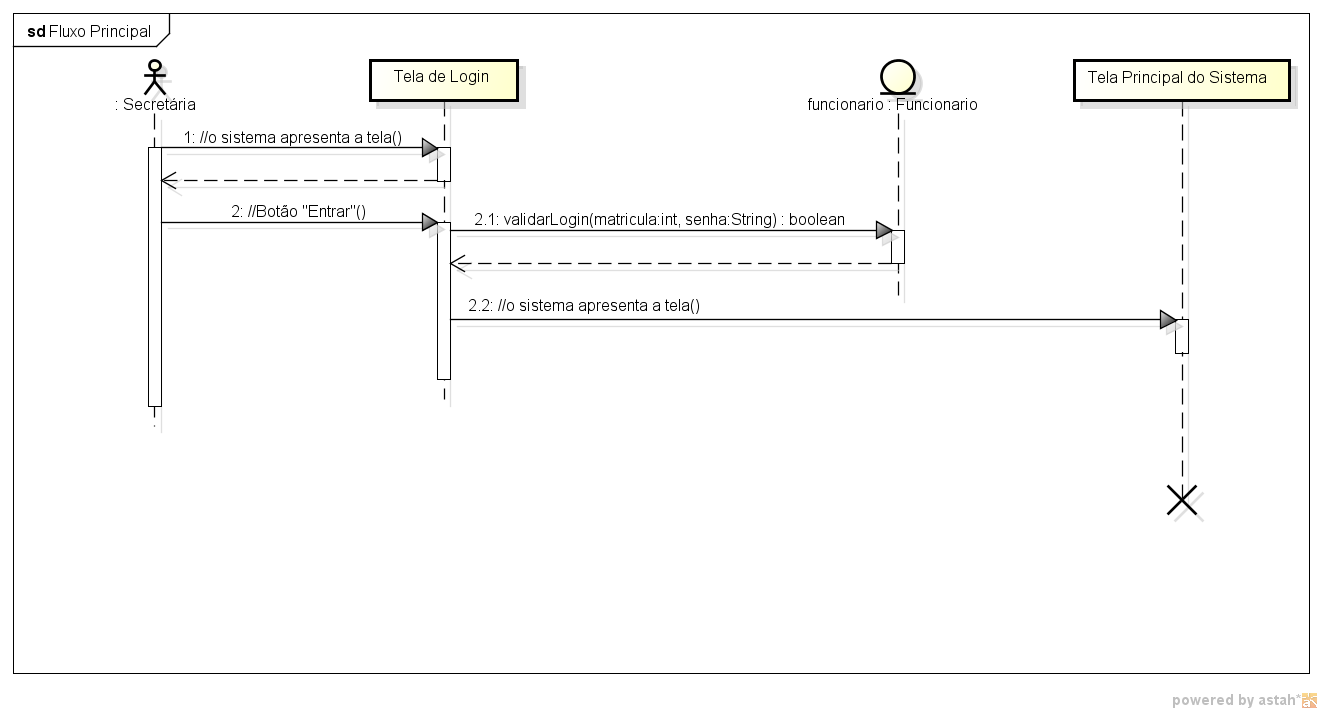 sd Fluxo Principal
: Secretária
Tela de Login
funcionario : Funcionario
Tela Principal do Sistema
1: //o sistema apresenta a tela()
2: //Botão "Entrar"()
2.1: validarLogin(matricula:int, senha:String) : boolean
2.2: //o sistema apresenta a tela()
powered by astah*